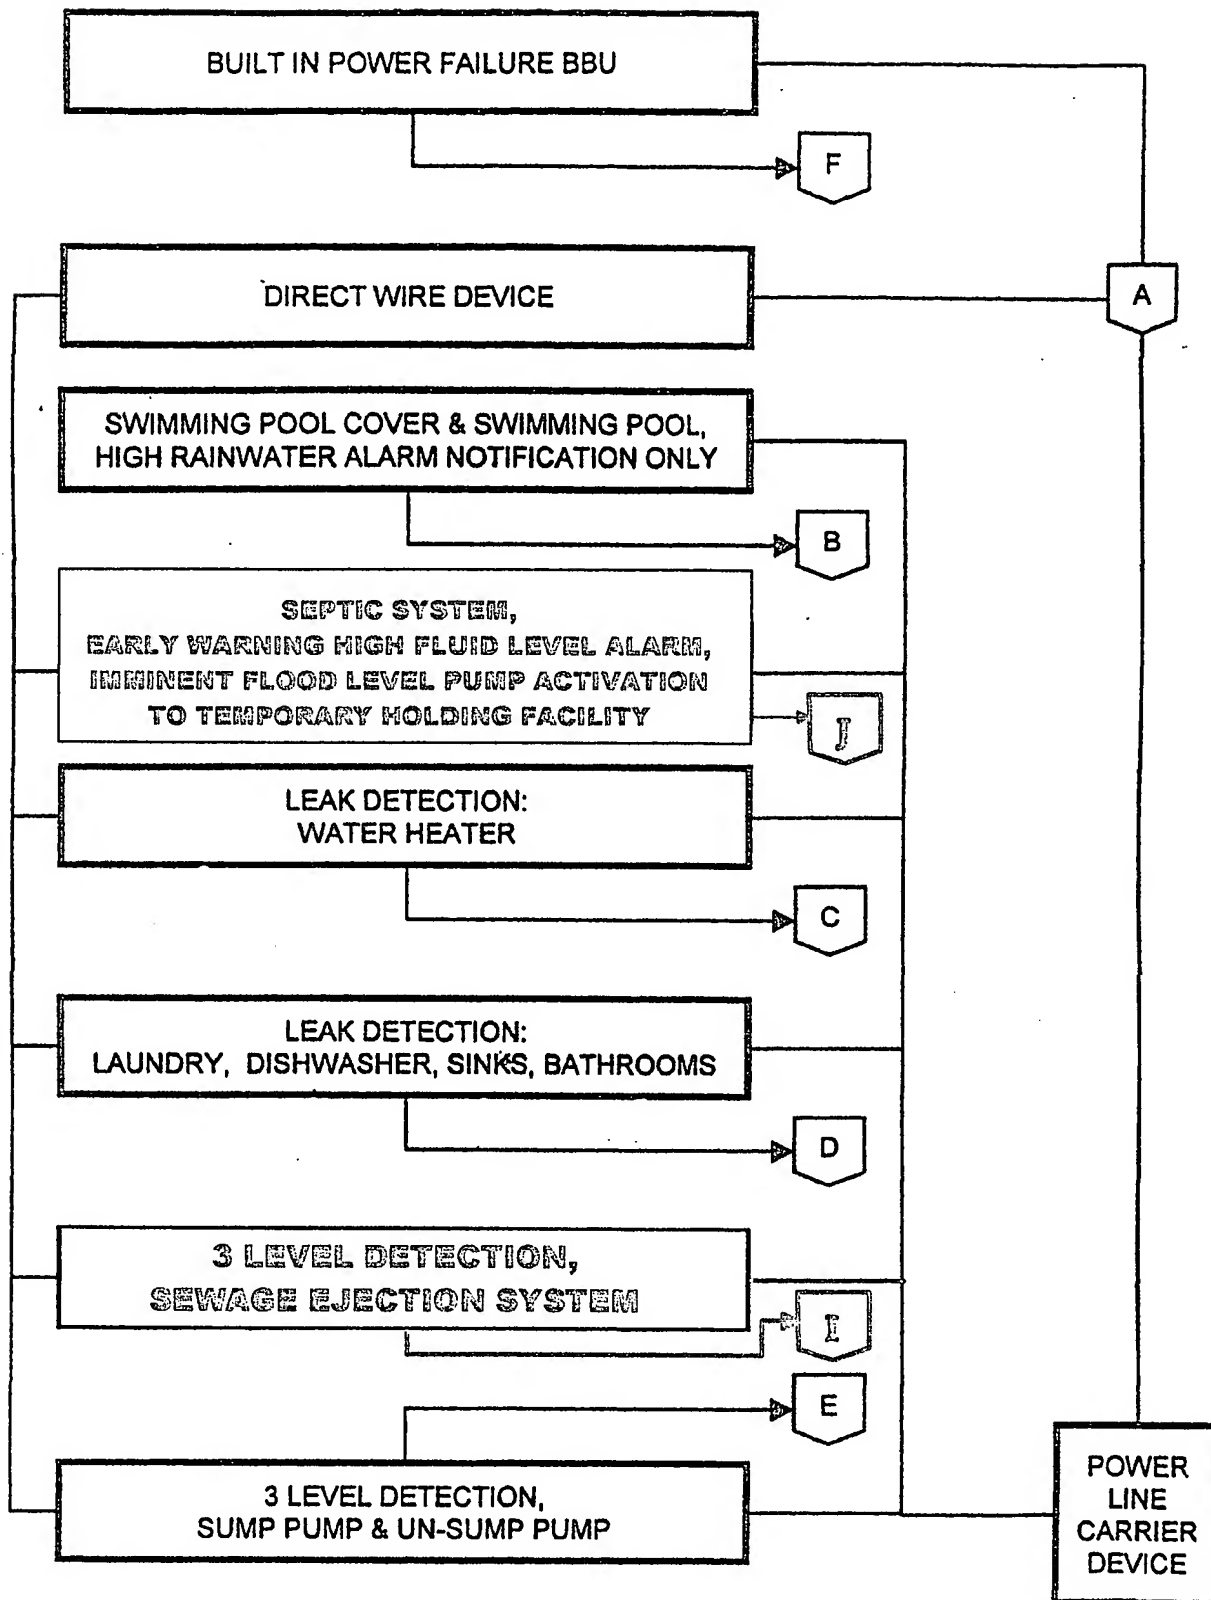 BUILT IN POWER FAILURE BBU
F
DIRECT WIRE DEVICE
A
SWIMMING POOL COVER & SWIMMING POOL,
HIGH RAINWATER ALARM NOTIFICATION ONLY
B
SEPTIC SYSTEM,
EARLY WARNING HIGH FLUID LEVEL ALARM,
IMMINENT FLOOD LEVEL PUMP ACTIVATION
TO TEMPORARY HOLDING FACILITY
J
LEAK DETECTION:
WATER HEATER
C
LEAK DETECTION:
LAUNDRY, DISHWASHER, SINKS, BATHROOMS
D
3 LEVEL DETECTION,
SEWAGE EJECTION SYSTEM
I
E
3 LEVEL DETECTION,
SUMP PUMP & UN-SUMP PUMP
POWER
LINE
CARRIER
DEVICE